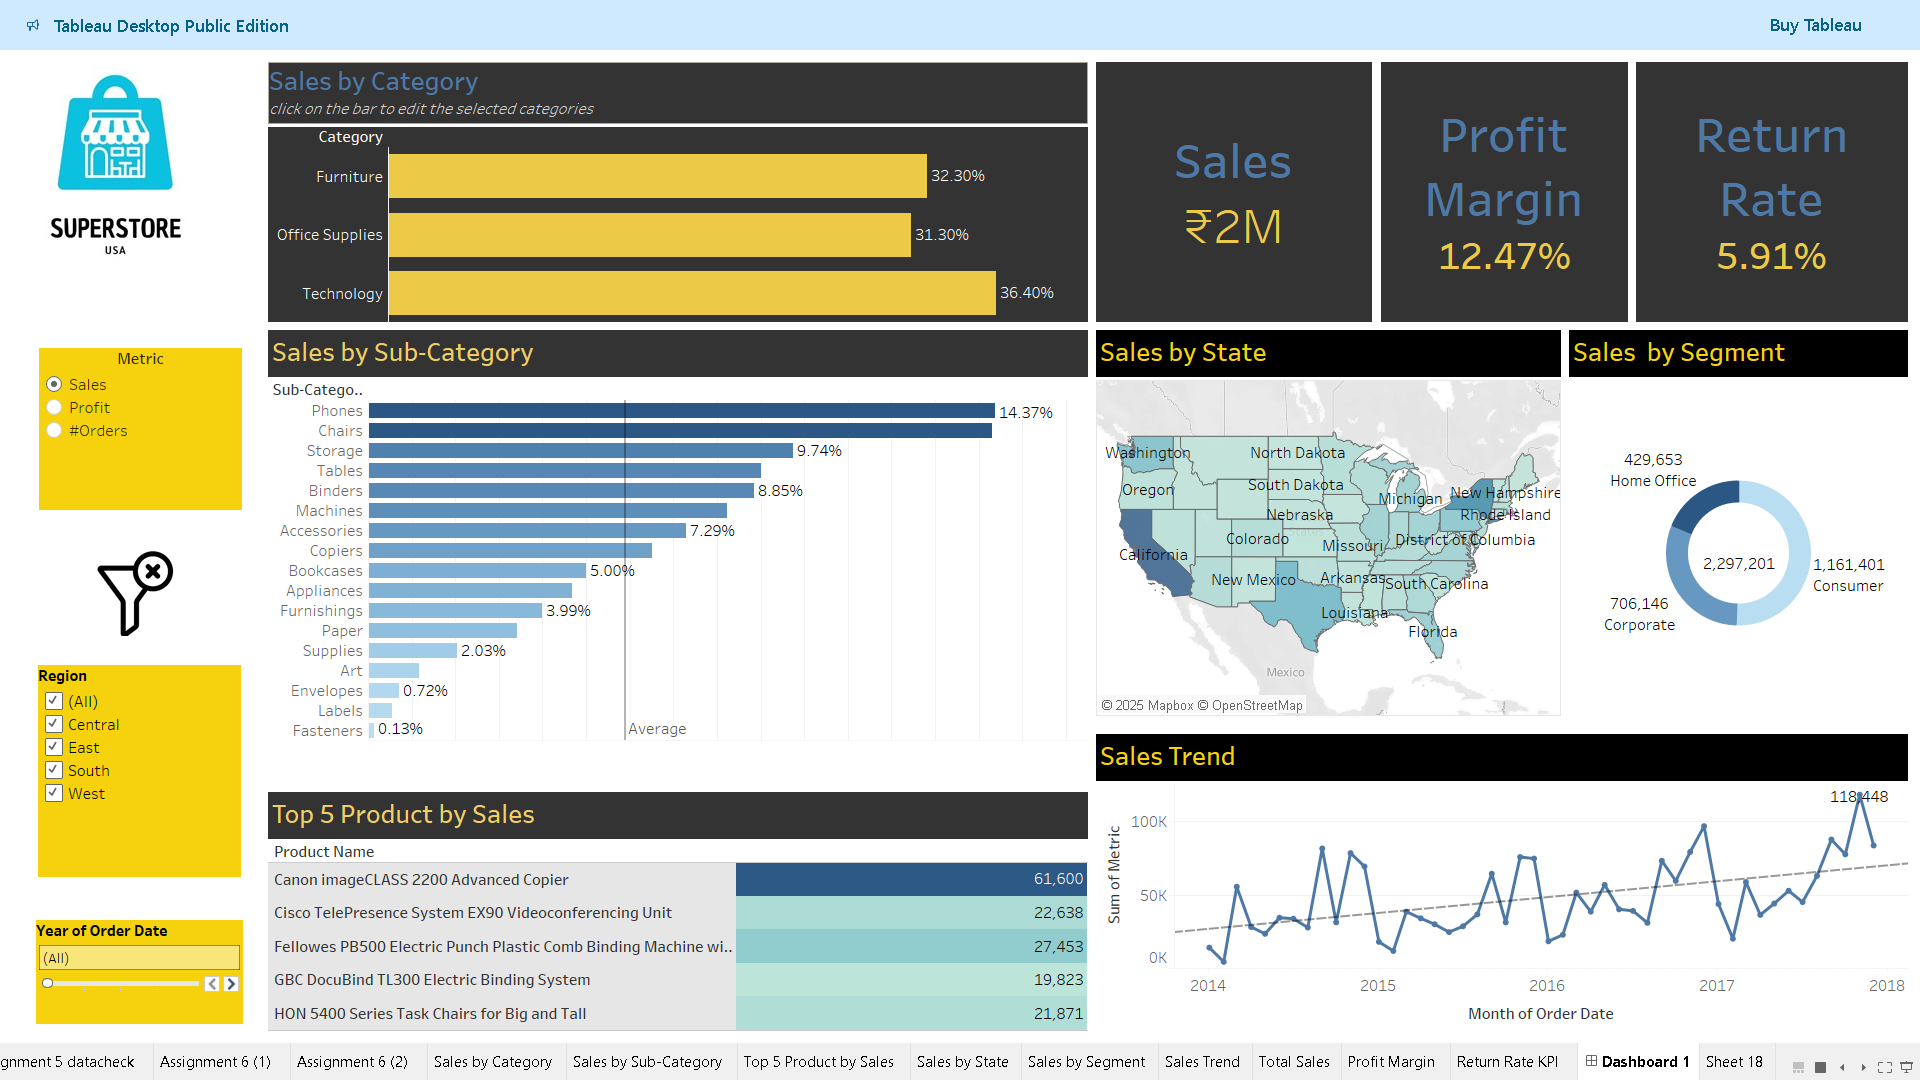 Tableau Desktop Public Edition
Buy Tableau
SUPERSTORE
USA
Metric
Sales
Profit
#Orders
Region
(All)
Central
East
South
West
Year of Order Date
(All)
Sales by Category
click on the bar to edit the selected categories
Category
Furniture 32.30%
Office Supplies 31.30%
Technology 36.40%
Sales
₹2M
Profit
Margin
12.47%
Return
Rate
5.91%
Sales by Sub-Category
Sub-Catego..
Phones 14.37%
Chairs
Storage 9.74%
Tables
Binders 8.85%
Machines
Accessories 7.29%
Copiers
Bookcases 5.00%
Appliances
Furnishings 3.99%
Paper
Supplies 2.03%
Art
Envelopes 0.72%
Labels
Fasteners 0.13%
Average
Sales by State
Washington
North Dakota
Oregon
South Dakota
Michigan
New Hampshire
Nebraska
Rhode Island
Colorado
Missouri
District of Columbia
California
New Mexico
Arkansas
South Carolina
Louisiana
Florida
Mexico
© 2025 Mapbox © OpenStreetMap
Sales by Segment
429,653
Home Office
2,297,201
1,161,401
Consumer
706,146
Corporate
Top 5 Product by Sales
Product Name
Canon imageCLASS 2200 Advanced Copier 61,600
Cisco TelePresence System EX90 Videoconferencing Unit 22,638
Fellowes PB500 Electric Punch Plastic Comb Binding Machine wi.. 27,453
GBC DocuBind TL300 Electric Binding System 19,823
HON 5400 Series Task Chairs for Big and Tall 21,871
Sales Trend
118,448
Sum of Metric
100K
50K
0K
2014 2015 2016 2017 2018
Month of Order Date
gnment 5 datacheck Assignment 6 (1) Assignment 6 (2) Sales by Category Sales by Sub-Category Top 5 Product by Sales Sales by State Sales by Segment Sales Trend Total Sales Profit Margin Return Rate KPI Dashboard 1 Sheet 18